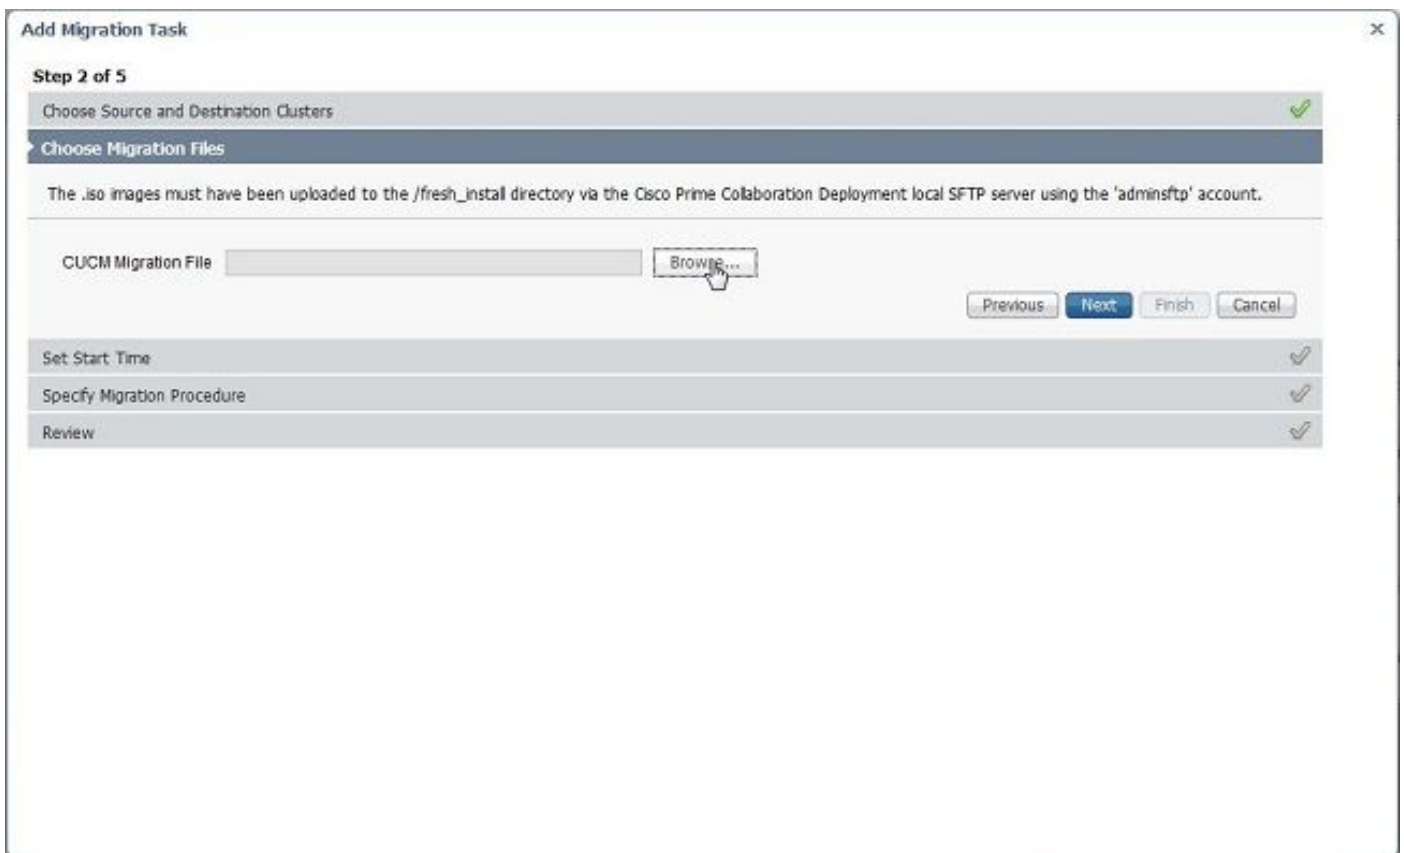 Add Migration Task
Step 2 of 5
Choose Source and Destination Clusters
Choose Migration Files
The .iso images must have been uploaded to the /fresh_install directory via the Cisco Prime Collaboration Deployment local SFTP server using the 'adminsftp' account.
CUCM Migration File Browse...
Previous Next Finish Cancel
Set Start Time
Specify Migration Procedure
Review